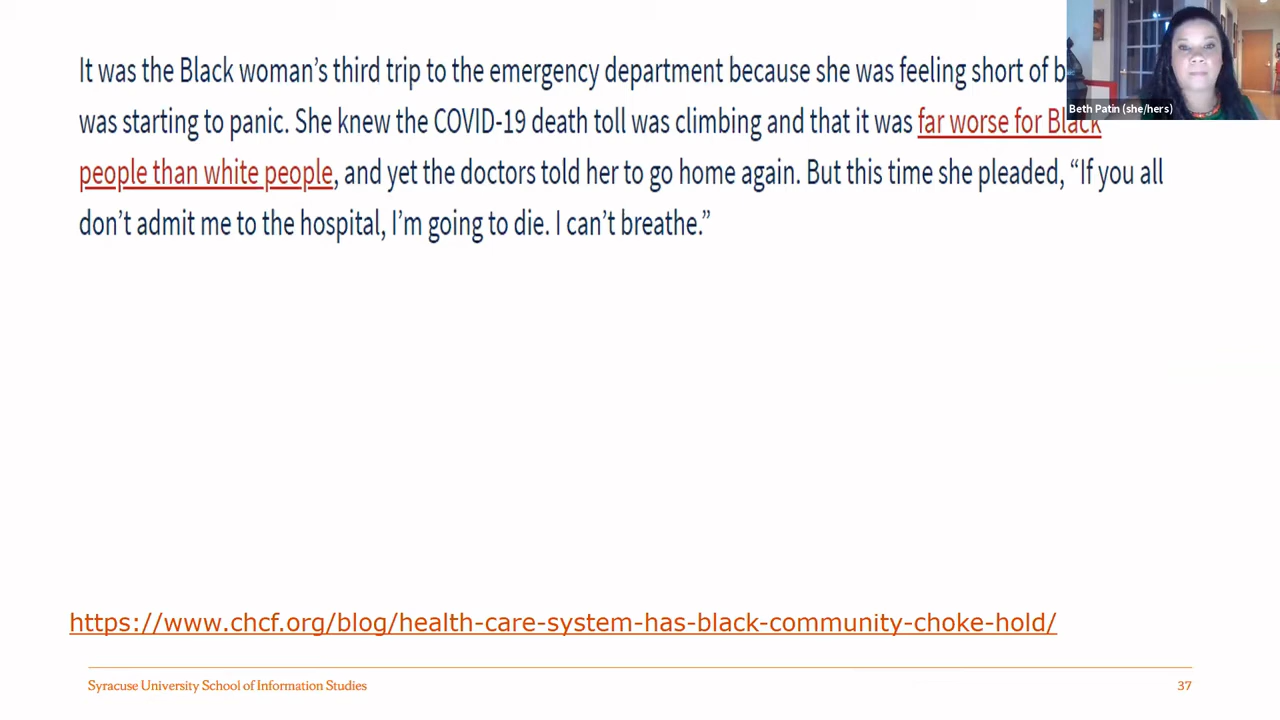 It was the Black woman's third trip to the emergency department because she was feeling short of b
was starting to panic. She knew the COVID-19 death toll was climbing and that it was far worse for Black
people than white people, and yet the doctors told her to go home again. But this time she pleaded, “If you all
don't admit me to the hospital, I'm going to die. I can't breathe.”
Beth Patin (she/hers)
https://www.chcf.org/blog/health-care-system-has-black-community-choke-hold/
Syracuse University School of Information Studies
37